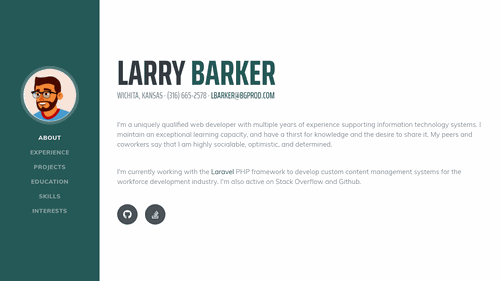 ABOUT
EXPERIENCE
PROJECTS
EDUCATION
SKILLS
INTERESTS
LARRY BARKER
WICHITA, KANSAS · (316) 665-2578 · LBARKER@BGPROD.COM
I'm a uniquely qualified web developer with multiple years of experience supporting information technology systems. I
maintain an exceptional learning capacity, and have a thirst for knowledge and the desire to share it. My peers and
coworkers say that I am highly sociable, optimistic, and determined.
I'm currently working with the Laravel PHP framework to develop custom content management systems for the
workforce development industry. I'm also active on Stack Overflow and Github.